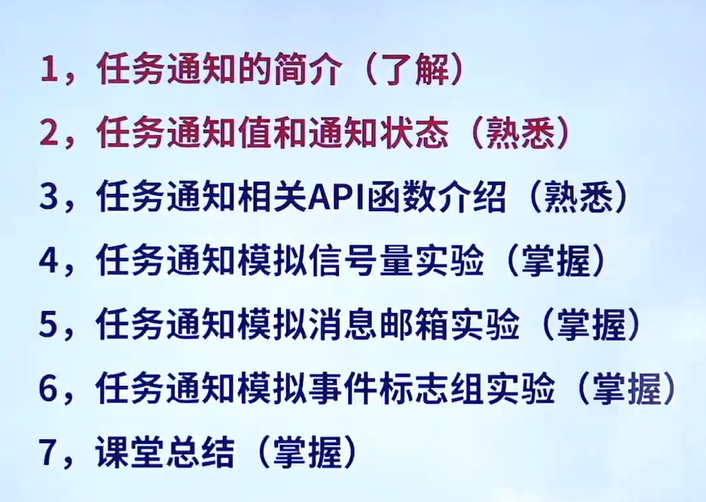 1，任务通知的简介（了解）
2，任务通知值和通知状态（熟悉）
3，任务通知相关API函数介绍（熟悉）
4，任务通知模拟信号量实验（掌握）
5，任务通知模拟消息邮箱实验（掌握）
6，任务通知模拟事件标志组实验（掌握）
7，课堂总结（掌握）